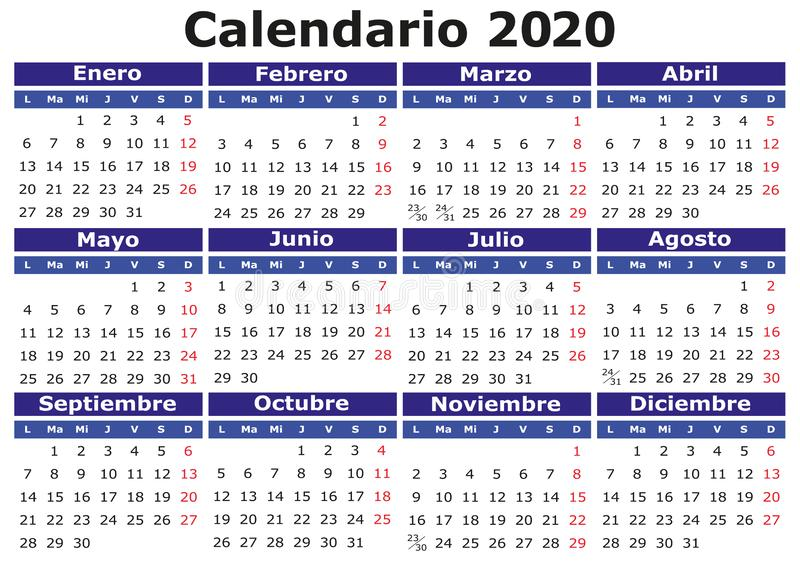 Calendario 2020
Enero Febrero Marzo Abril
L Ma Mi J V S D L Ma Mi J V S D L Ma Mi J V S D L Ma Mi J V S D
1 2 3 4 5 1 2 1 1 2 3 4 5
6 7 8 9 10 11 12 3 4 5 6 7 8 9 2 3 4 5 6 7 8 6 7 8 9 10 11 12
13 14 15 16 17 18 19 10 11 12 13 14 15 16 9 10 11 12 13 14 15 13 14 15 16 17 18 19
20 21 22 23 24 25 26 17 18 19 20 21 22 23 16 17 18 19 20 21 22 20 21 22 23 24 25 26
27 28 29 30 31 24 25 26 27 28 29 23/30 24/31 25 26 27 28 29 27 28 29 30
Mayo Junio Julio Agosto
L Ma Mi J V S D L Ma Mi J V S D L Ma Mi J V S D L Ma Mi J V S D
1 2 3 1 2 3 4 5 6 7 1 2 3 4 5 1 2
4 5 6 7 8 9 10 8 9 10 11 12 13 14 6 7 8 9 10 11 12 3 4 5 6 7 8 9
11 12 13 14 15 16 17 15 16 17 18 19 20 21 13 14 15 16 17 18 19 10 11 12 13 14 15 16
18 19 20 21 22 23 24 22 23 24 25 26 27 28 20 21 22 23 24 25 26 17 18 19 20 21 22 23
25 26 27 28 29 30 31 29 30 27 28 29 30 31 24/31 25 26 27 28 29 30
Septiembre Octubre Noviembre Diciembre
L Ma Mi J V S D L Ma Mi J V S D L Ma Mi J V S D L Ma Mi J V S D
1 2 3 4 5 6 1 2 3 4 1 1 2 3 4 5 6
7 8 9 10 11 12 13 5 6 7 8 9 10 11 2 3 4 5 6 7 8 7 8 9 10 11 12 13
14 15 16 17 18 19 20 12 13 14 15 16 17 18 9 10 11 12 13 14 15 14 15 16 17 18 19 20
21 22 23 24 25 26 27 19 20 21 22 23 24 25 16 17 18 19 20 21 22 21 22 23 24 25 26 27
28 29 30 26 27 28 29 30 31 23/30 24 25 26 27 28 29 28 29 30 31
dreamstime